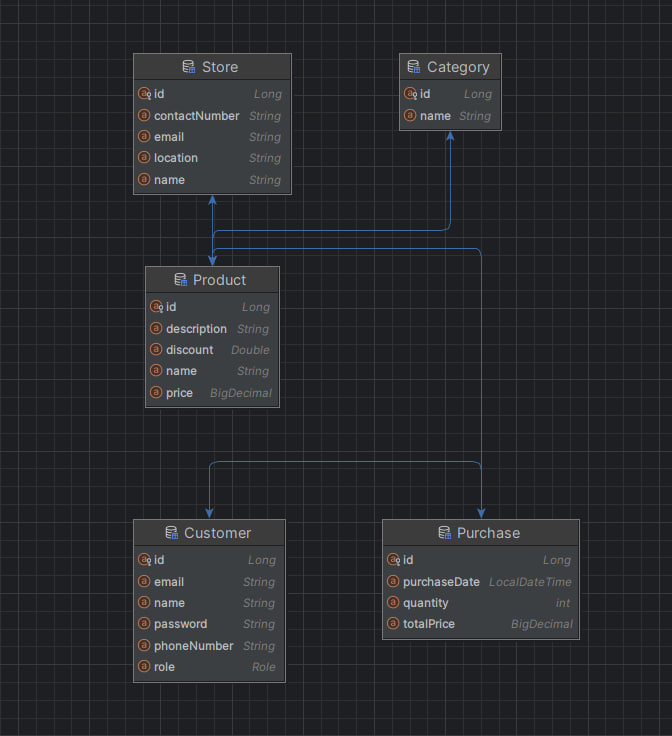 Store
id Long
contactNumber String
email String
location String
name String
Category
id Long
name String
Product
id Long
description String
discount Double
name String
price BigDecimal
Customer
id Long
email String
name String
password String
phoneNumber String
role Role
Purchase
id Long
purchaseDate LocalDateTime
quantity int
totalPrice BigDecimal